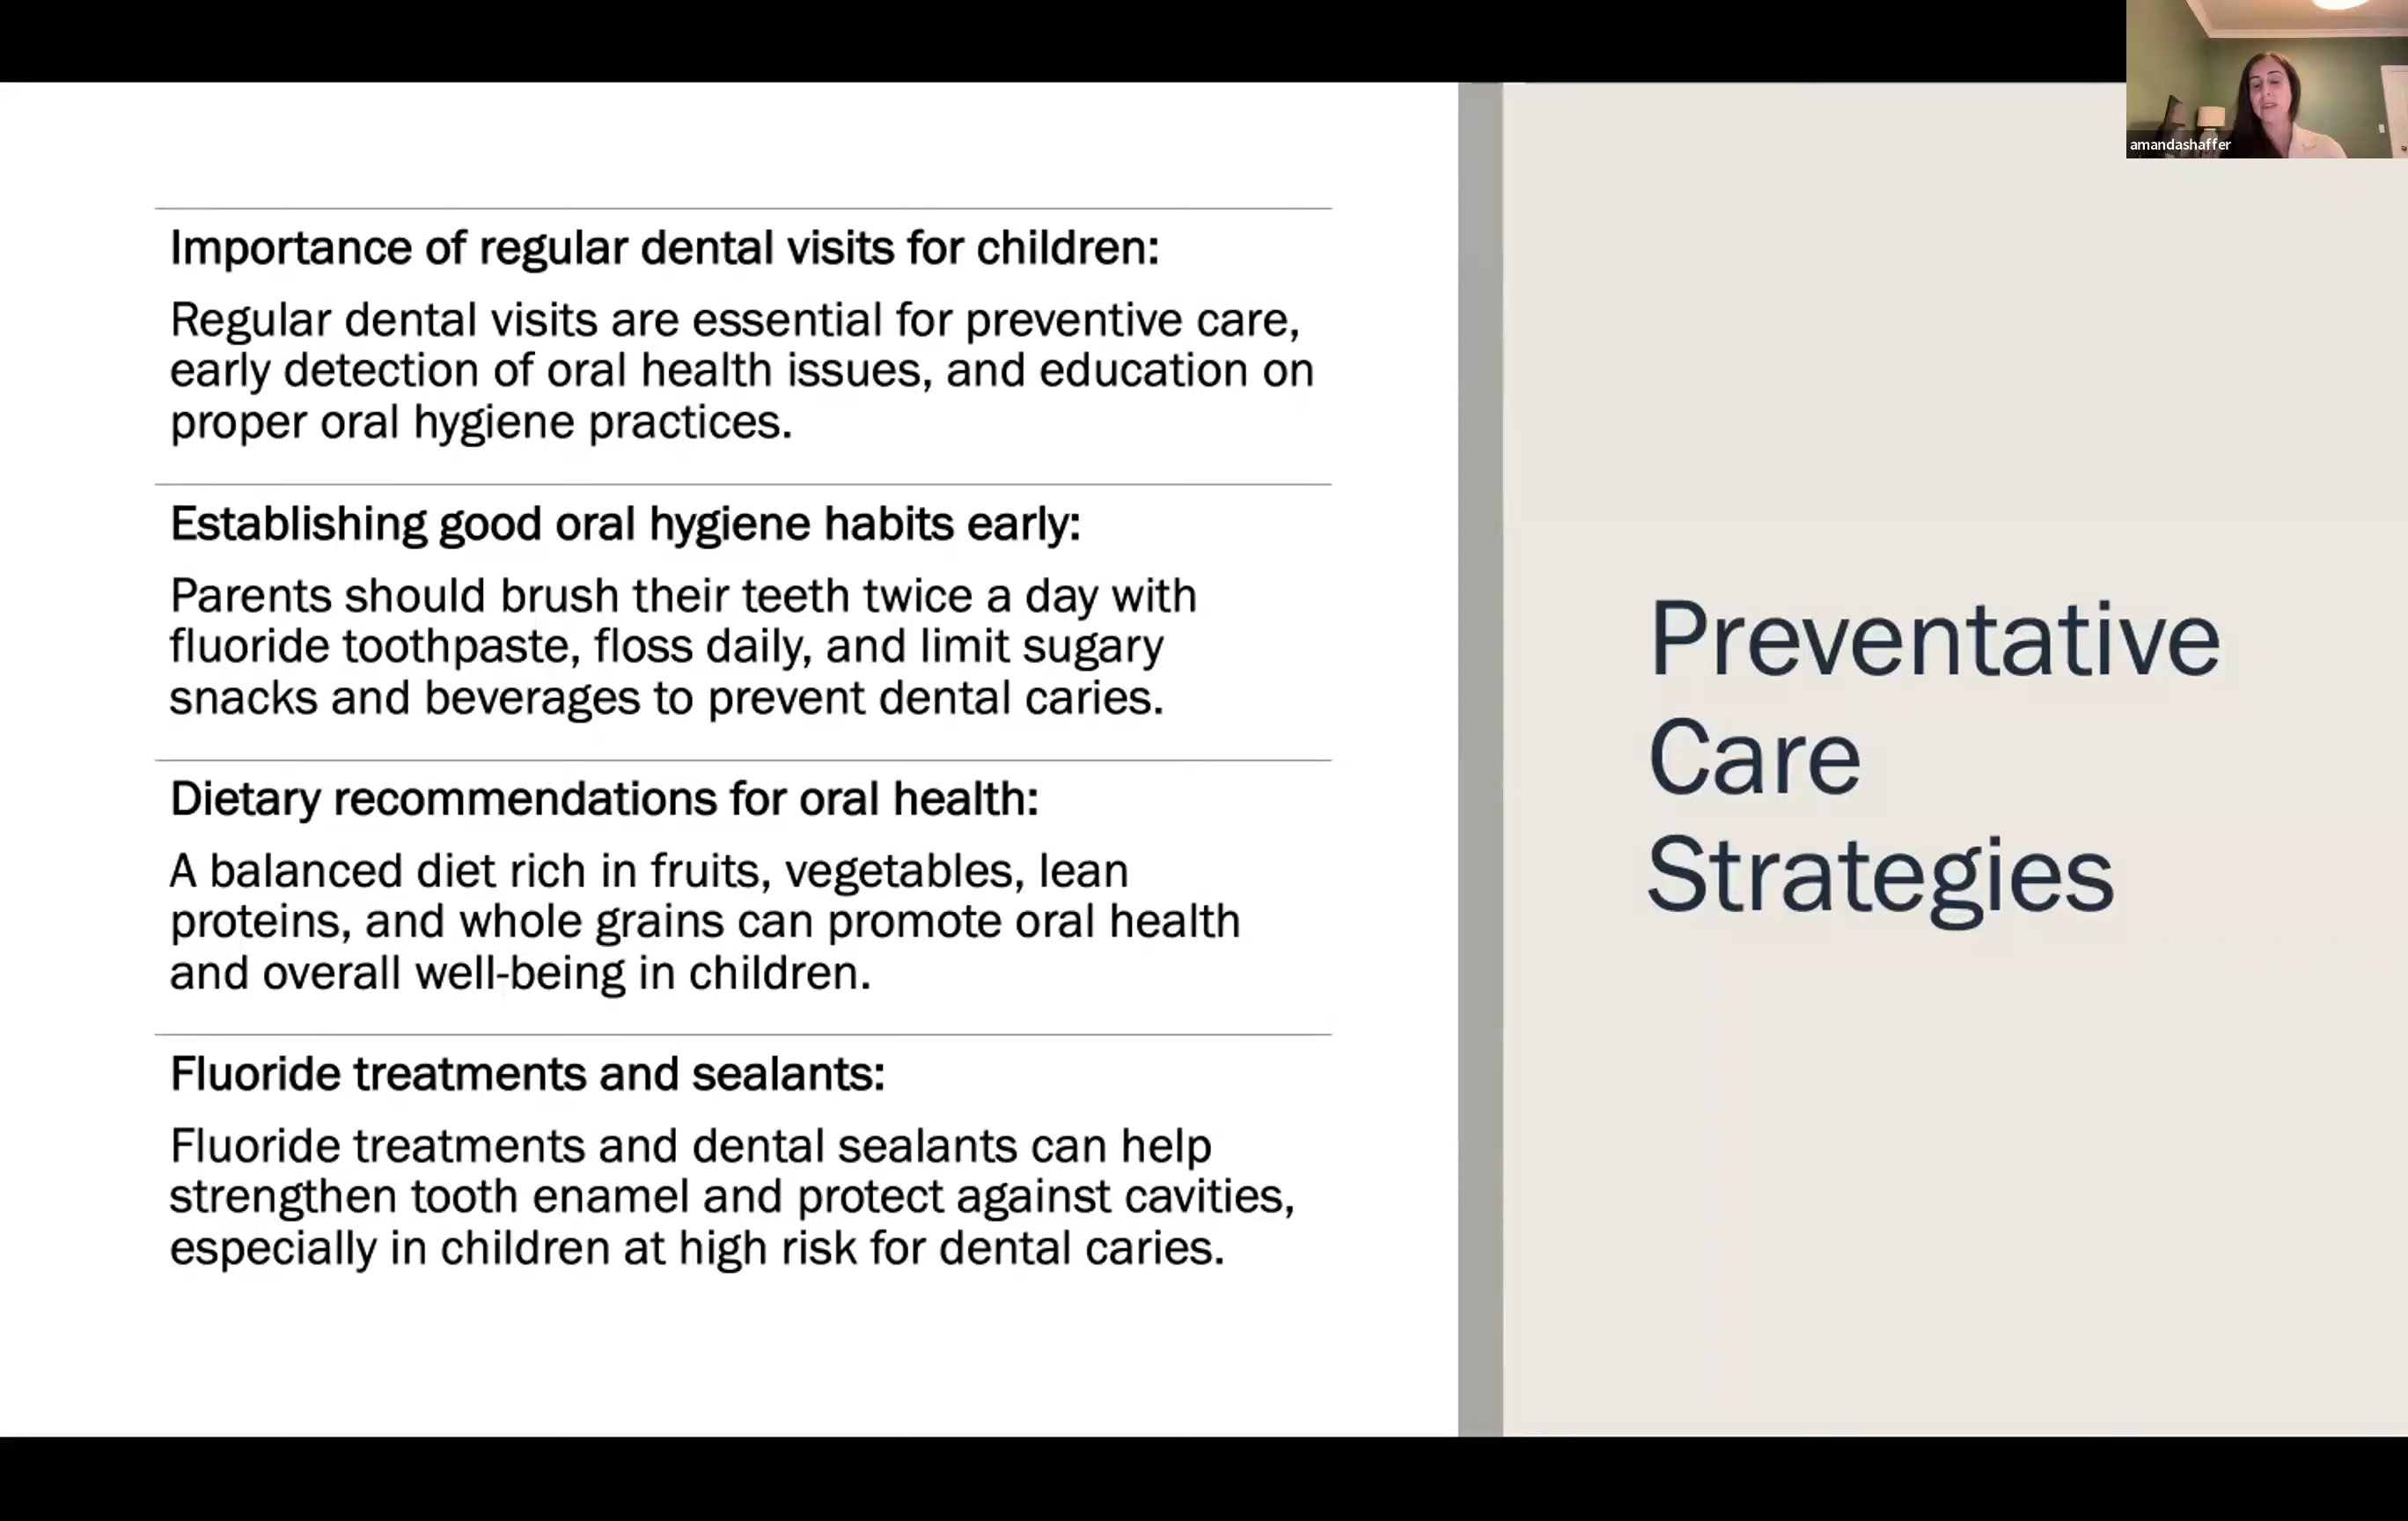 amandashaffer
Importance of regular dental visits for children:
Regular dental visits are essential for preventive care,
early detection of oral health issues, and education on
proper oral hygiene practices.
Establishing good oral hygiene habits early:
Parents should brush their teeth twice a day with
fluoride toothpaste, floss daily, and limit sugary
snacks and beverages to prevent dental caries.
Dietary recommendations for oral health:
A balanced diet rich in fruits, vegetables, lean
proteins, and whole grains can promote oral health
and overall well-being in children.
Fluoride treatments and sealants:
Fluoride treatments and dental sealants can help
strengthen tooth enamel and protect against cavities,
especially in children at high risk for dental caries.
Preventative
Care
Strategies